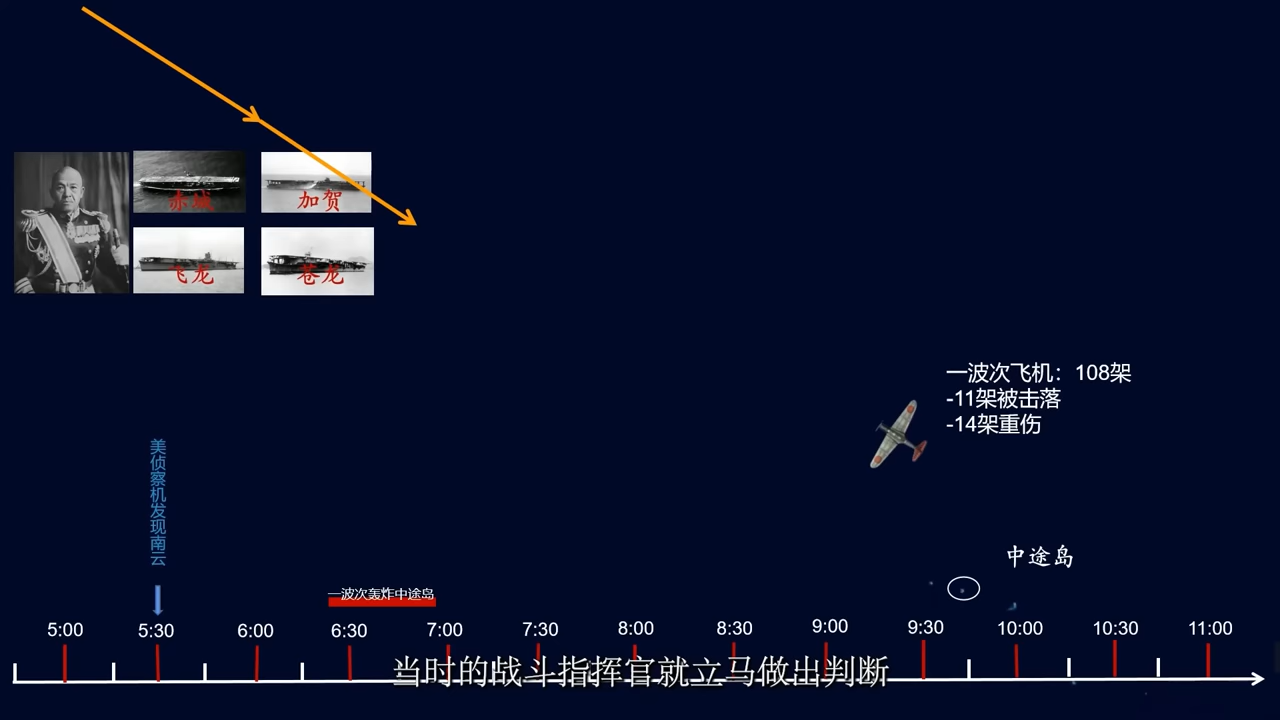 赤城
加贺
飞龙
苍龙
一波次飞机：108架
-11架被击落
-14架重伤
美侦察机发现南云
中途岛
一波次轰炸中途岛
5:00 5:30 6:00 6:30 7:00 7:30 8:00 8:30 9:00 9:30 10:00 10:30 11:00
当时的战斗指挥官就立马做出判断